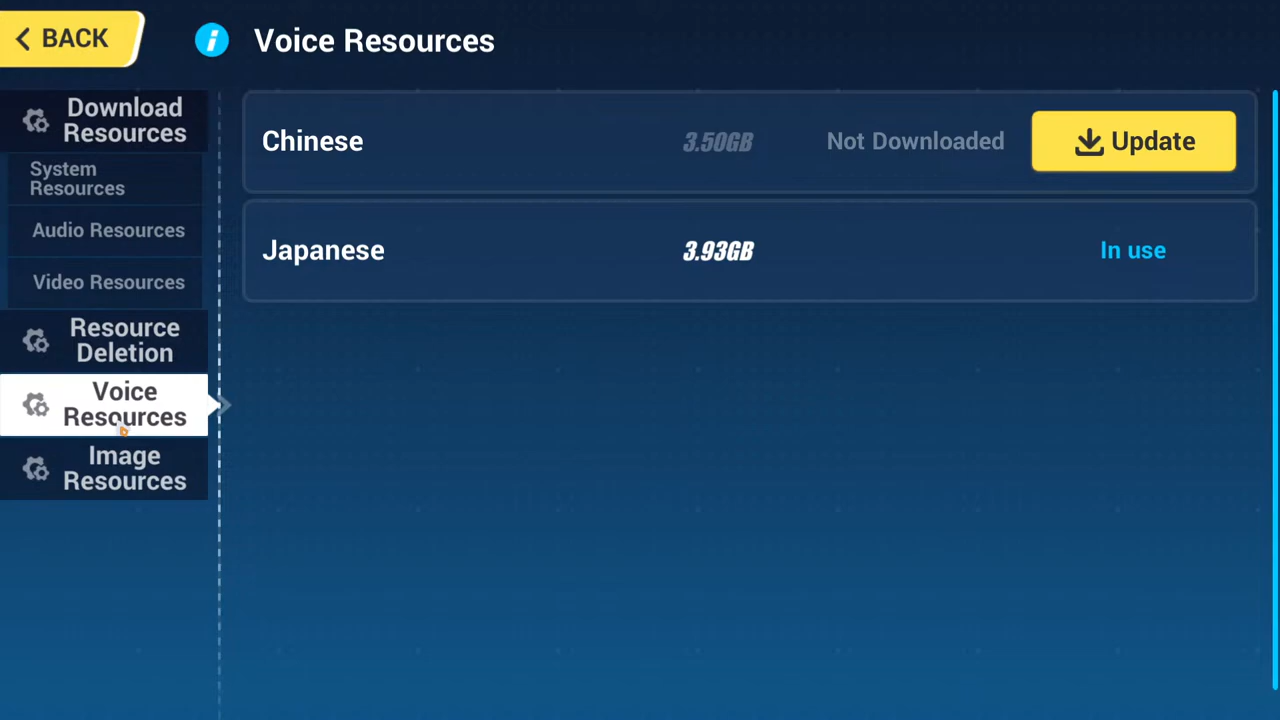 BACK
i Voice Resources
Download
Resources
System
Resources
Audio Resources
Video Resources
Resource
Deletion
Voice
Resources
Image
Resources
Chinese 3.50GB Not Downloaded Update
Japanese 3.93GB In use